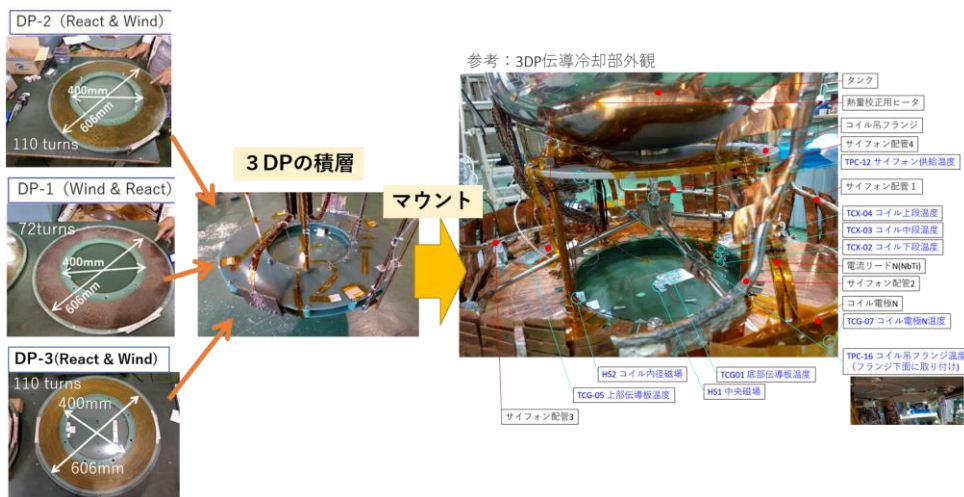 DP-2（React & Wind）
400mm
606mm
110 turns
DP-1（Wind & React）
72turns
400mm
606mm
DP-3(React & Wind)
110 turns
400mm
606mm
３DPの積層
マウント
参考：3DP伝導冷却部外観
タンク
熱量校正用ヒータ
コイル吊フランジ
サイフォン配管4
TPC-12 サイフォン供給温度
サイフォン配管１
TCX-04 コイル上段温度
TCX-03 コイル中段温度
TCX-02 コイル下段温度
電流リードN(NbTi)
サイフォン配管2
コイル電極N
TCG-07 コイル電極N温度
TPC-16 コイル吊フランジ温度
（フランジ下面に取り付け）
HS2 コイル内径磁場
TCG01 底部伝導板温度
TCG-05 上部伝導板温度
HS1 中央磁場
サイフォン配管3